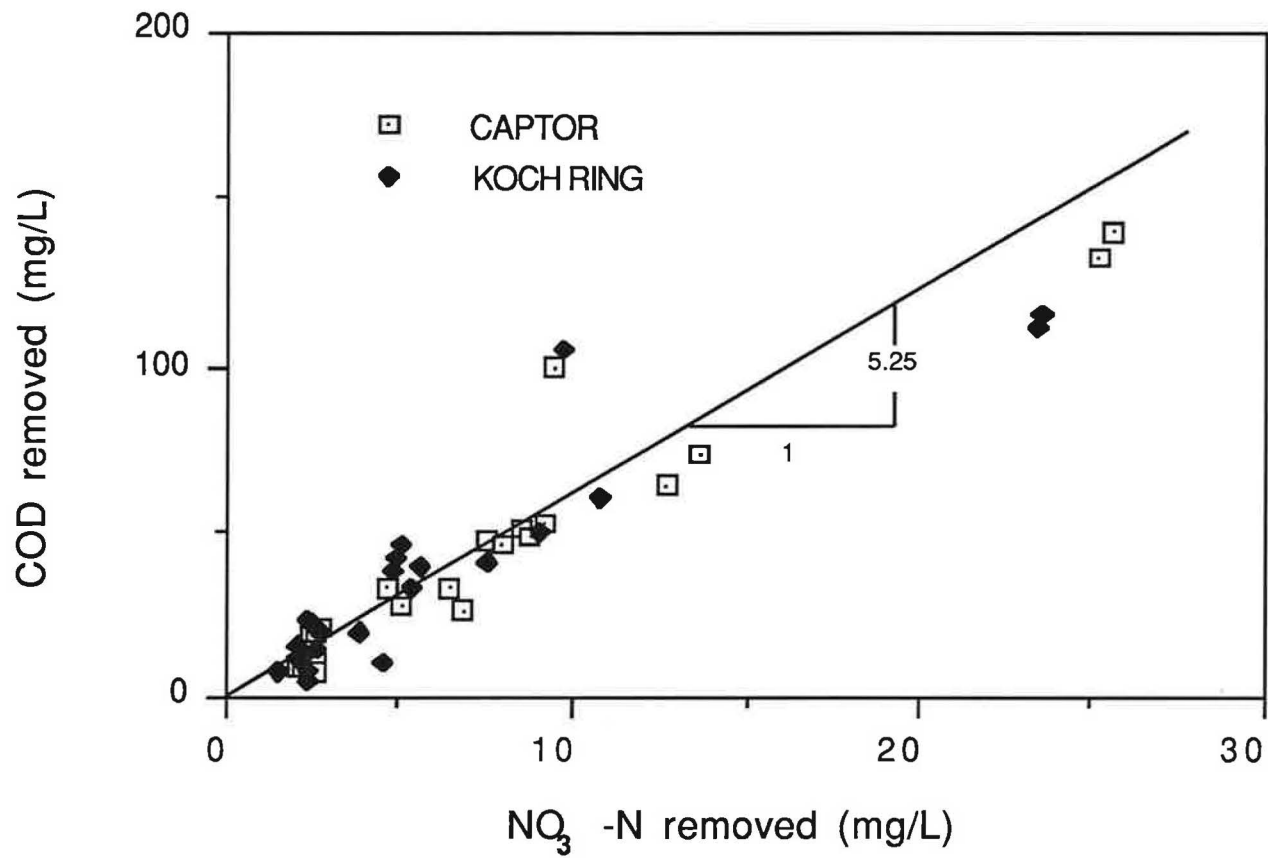 200
CAPTOR
KOCH RING
100
5.25
1
0
0 10 20 30
COD removed (mg/L)
NO3 -N removed (mg/L)